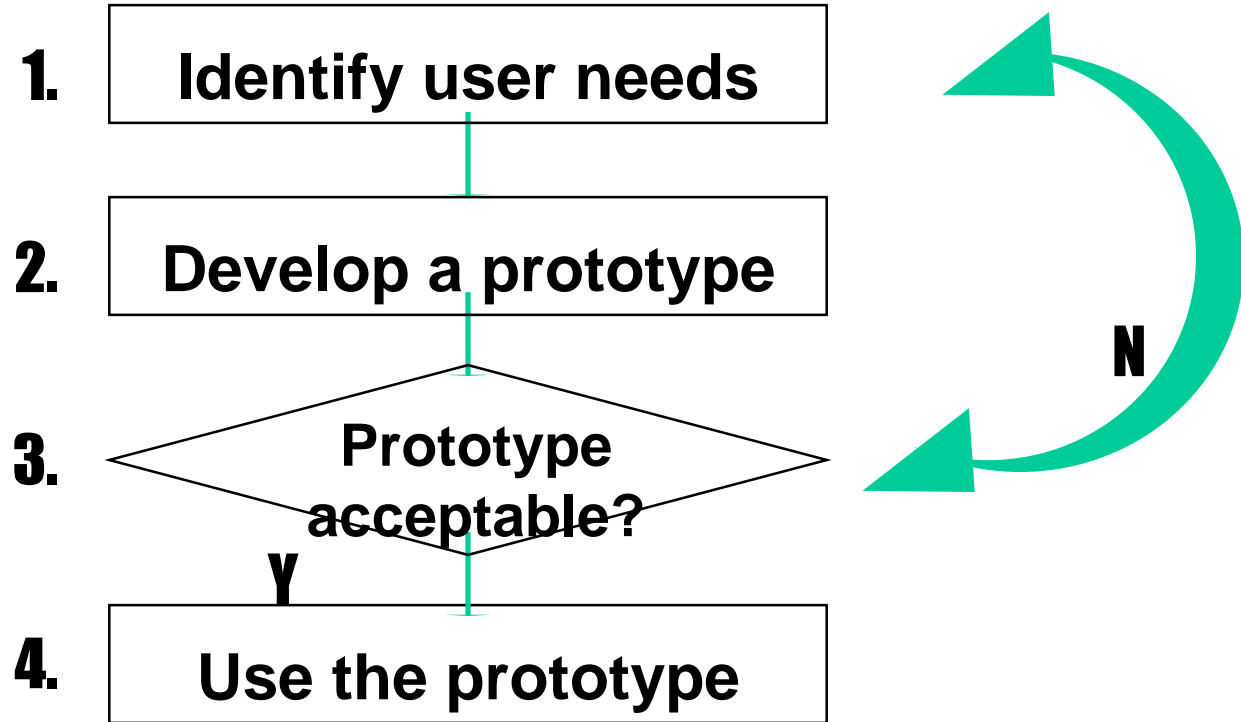 1. Identify user needs
2. Develop a prototype
N
3. Prototype
acceptable?
Y
4. Use the prototype